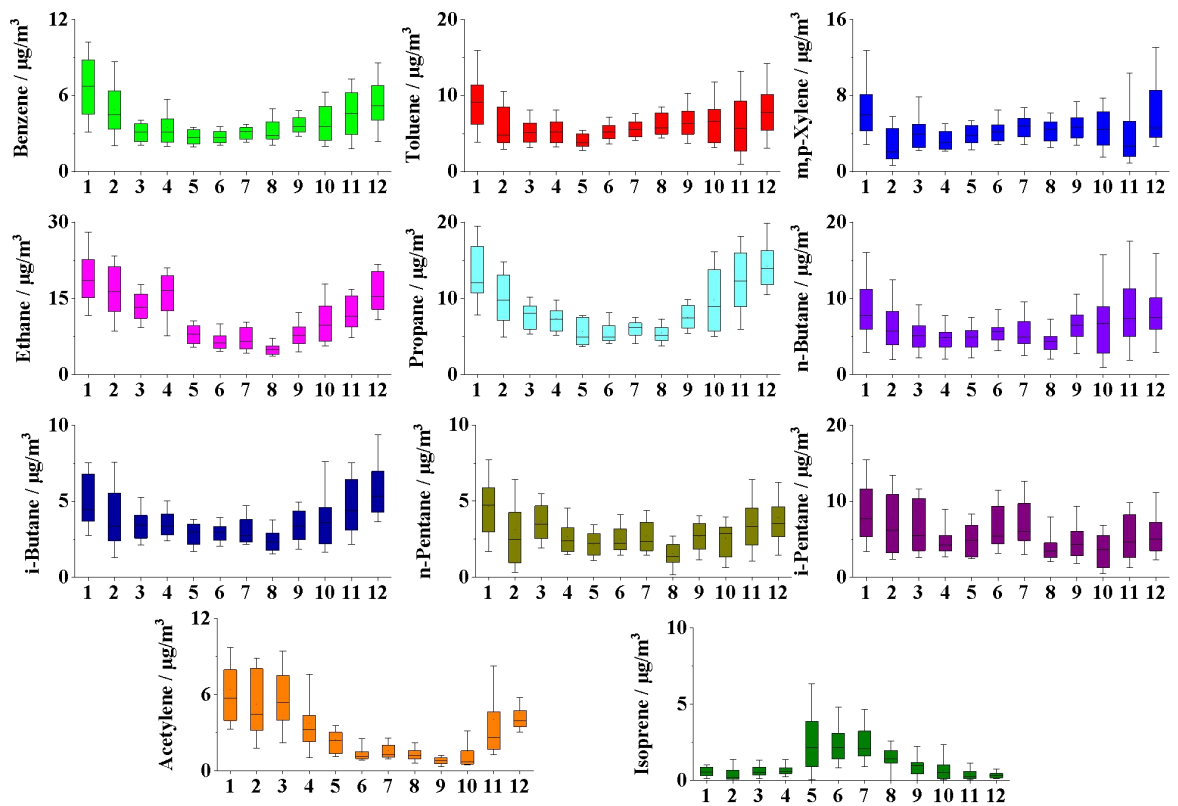 Benzene / µg/m³
12
6
0
1 2 3 4 5 6 7 8 9 10 11 12
Toluene / µg/m³
20
10
0
1 2 3 4 5 6 7 8 9 10 11 12
m,p-Xylene / µg/m³
16
8
0
1 2 3 4 5 6 7 8 9 10 11 12
Ethane / µg/m³
30
15
0
1 2 3 4 5 6 7 8 9 10 11 12
Propane / µg/m³
20
10
0
1 2 3 4 5 6 7 8 9 10 11 12
n-Butane / µg/m³
20
10
0
1 2 3 4 5 6 7 8 9 10 11 12
i-Butane / µg/m³
10
5
0
1 2 3 4 5 6 7 8 9 10 11 12
n-Pentane / µg/m³
10
5
0
1 2 3 4 5 6 7 8 9 10 11 12
i-Pentane / µg/m³
20
10
0
1 2 3 4 5 6 7 8 9 10 11 12
Acetylene / µg/m³
12
6
0
1 2 3 4 5 6 7 8 9 10 11 12
Isoprene / µg/m³
10
5
0
1 2 3 4 5 6 7 8 9 10 11 12